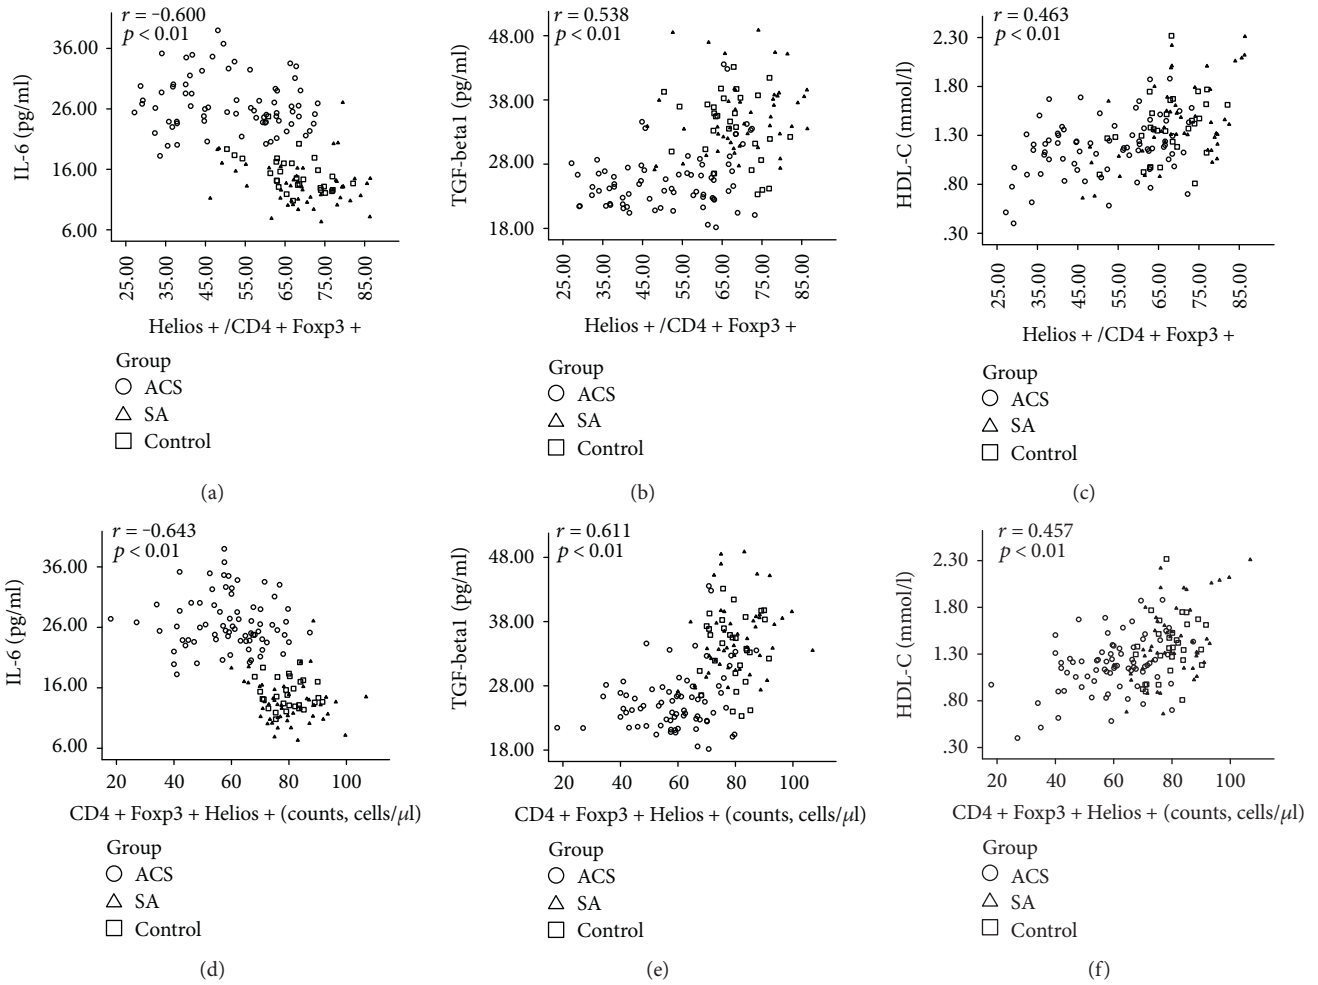 r = −0.600
p < 0.01
IL-6 (pg/ml)
36.00
26.00
16.00
6.00
25.00 35.00 45.00 55.00 65.00 75.00 85.00
Helios + /CD4 + Foxp3 +
Group
ACS
SA
Control
(a)
r = 0.538
p < 0.01
TGF-beta1 (pg/ml)
48.00
38.00
28.00
18.00
25.00 35.00 45.00 55.00 65.00 75.00 85.00
Helios + /CD4 + Foxp3 +
Group
ACS
SA
Control
(b)
r = 0.463
p < 0.01
HDL-C (mmol/l)
2.30
1.80
1.30
.80
.30
25.00 35.00 45.00 55.00 65.00 75.00 85.00
Helios + /CD4 + Foxp3 +
Group
ACS
SA
Control
(c)
r = −0.643
p < 0.01
IL-6 (pg/ml)
36.00
26.00
16.00
6.00
20 40 60 80 100
CD4 + Foxp3 + Helios + (counts, cells/μl)
Group
ACS
SA
Control
(d)
r = 0.611
p < 0.01
TGF-beta1 (pg/ml)
48.00
38.00
28.00
18.00
20 40 60 80 100
CD4 + Foxp3 + Helios + (counts, cells/μl)
Group
ACS
SA
Control
(e)
r = 0.457
p < 0.01
HDL-C (mmol/l)
2.30
1.80
1.30
.80
.30
20 40 60 80 100
CD4 + Foxp3 + Helios + (counts, cells/μl)
Group
ACS
SA
Control
(f)